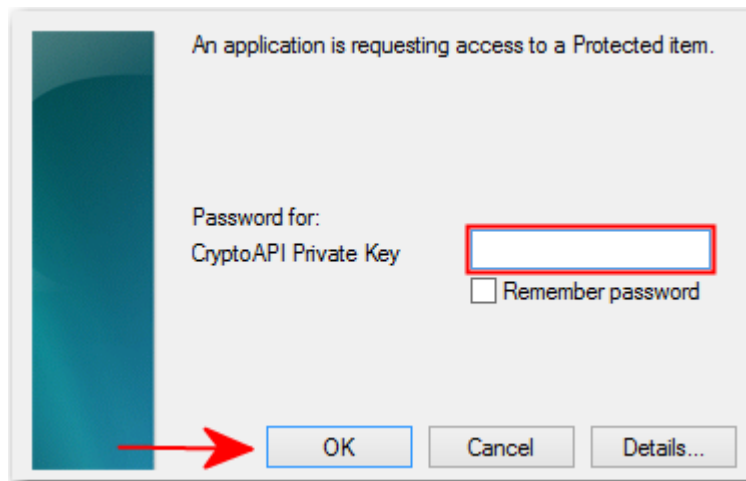 An application is requesting access to a Protected item.
Password for:
CryptoAPI Private Key
Remember password
OK
Cancel
Details...